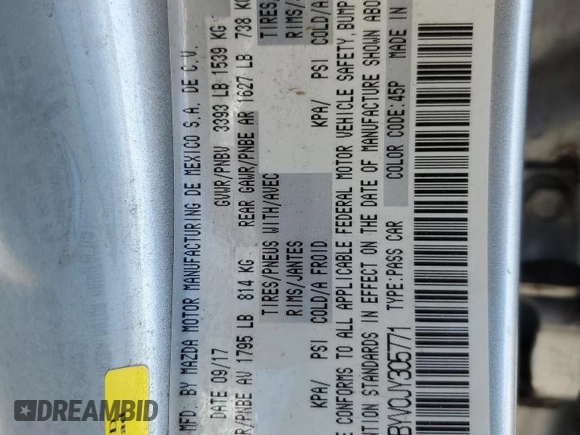 MFD. BY MAZDA MOTOR MANUFACTURING DE MEXICO S.A. DE C.V.
DATE 09/17 GVWR/PNBV 3393 LB 1539 KG
/PNBE AV 1795 LB 814 KG REAR GAWR/PNBE AR 1627 LB 738 KG
TIRES/PNEUS WITH/AVEC TIRES/
RIMS/JANTES RIMS/
COLD/A FROID KPA/ PSI COLD/A
KPA/ PSI
CONFORMS TO ALL APPLICABLE FEDERAL MOTOR VEHICLE SAFETY, BUMP
STANDARDS IN EFFECT ON THE DATE OF MANUFACTURE SHOWN ABO
305771 TYPE:PASS CAR COLOR CODE:45P MADE IN
DREAMBID